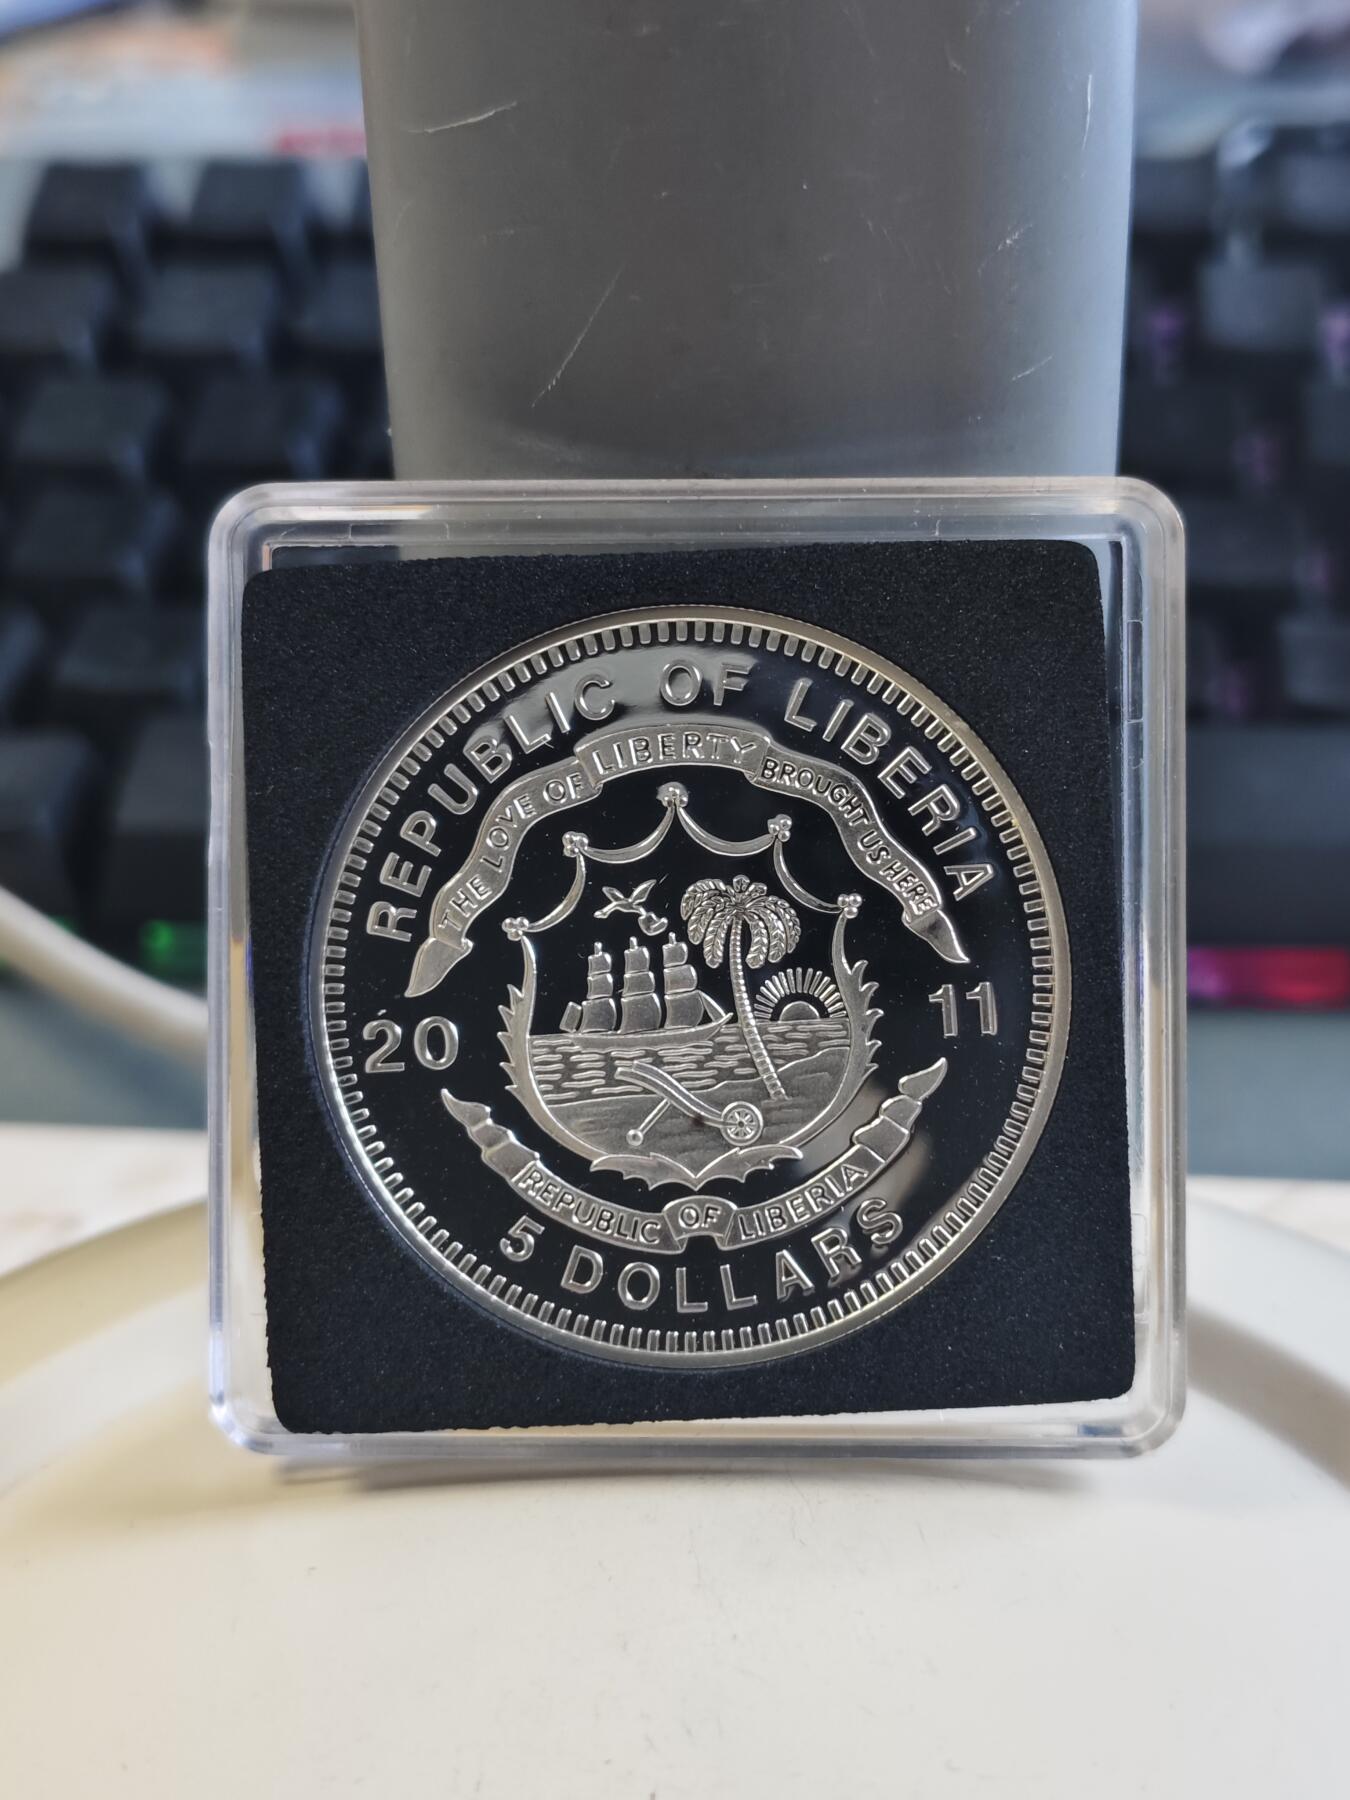 REPUBLIC OF LIBERIA
THE LOVE OF LIBERTY BROUGHT US HERE
20 11
REPUBLIC OF LIBERIA
5 DOLLARS